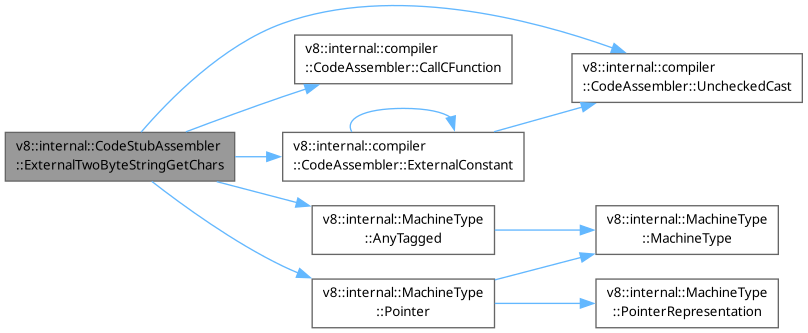 v8::internal::CodeStubAssembler
::ExternalTwoByteStringGetChars
v8::internal::compiler
::CodeAssembler::CallCFunction
v8::internal::compiler
::CodeAssembler::UncheckedCast
v8::internal::compiler
::CodeAssembler::ExternalConstant
v8::internal::MachineType
::AnyTagged
v8::internal::MachineType
::MachineType
v8::internal::MachineType
::Pointer
v8::internal::MachineType
::PointerRepresentation